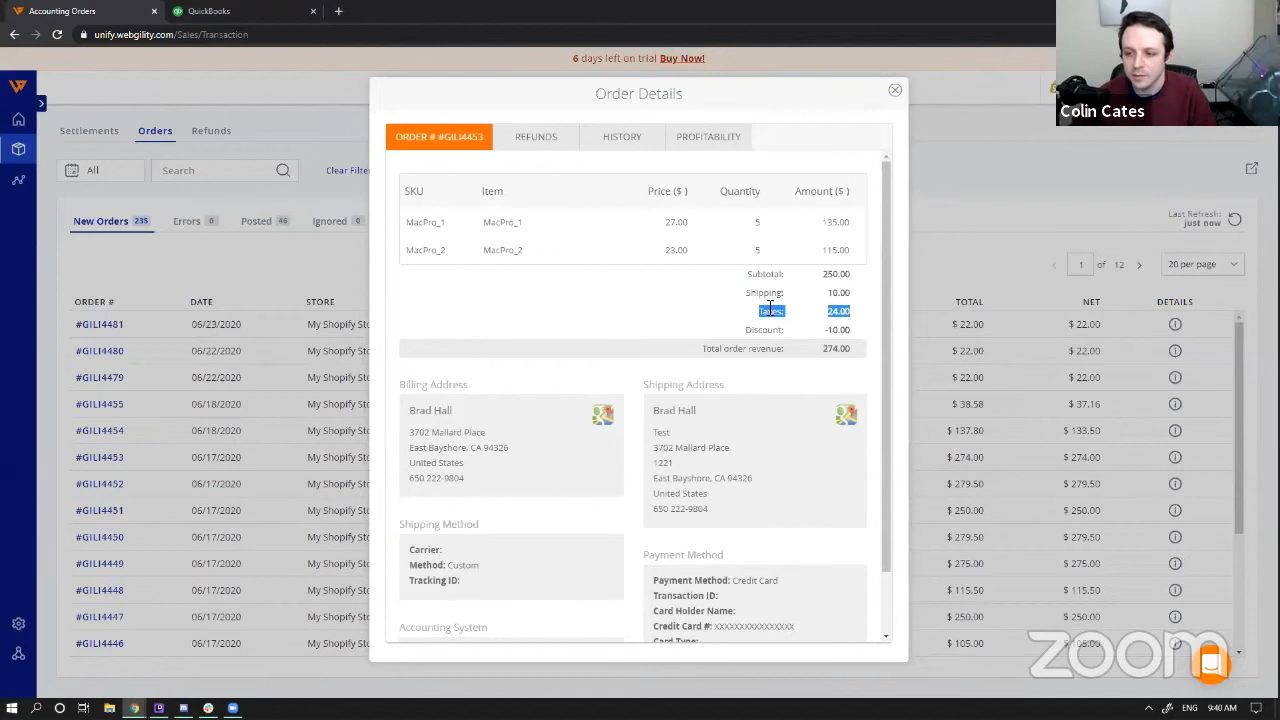 Accounting Orders
QuickBooks
unify.webgility.com/Sales/Transaction
6 days left on trial Buy Now!
Colin Cates
Order Details
Settlements
Orders
Refunds
ORDER # #GILI4453
REFUNDS
HISTORY
PROFITABILITY
All
Search
Clear Filter
SKU Item Price ($ ) Quantity Amount ($ )
MacPro_1 MacPro_1 27.00 5 135.00
MacPro_2 MacPro_2 23.00 5 115.00
Subtotal: 250.00
Shipping: 10.00
Taxes: 24.00
Discount: -10.00
Total order revenue: 274.00
New Orders 235
Errors 0
Posted 46
Ignored 0
Last Refresh:
just now
1 of 12
20 per page
ORDER # DATE STORE TOTAL NET DETAILS
#GILI4481 06/23/2020 My Shopify Sto $ 22.00 $ 22.00
#GILI4480 06/22/2020 My Shopify Sto $ 22.00 $ 22.00
#GILI4479 06/22/2020 My Shopify Sto $ 22.00 $ 22.00
#GILI4455 06/18/2020 My Shopify Sto $ 38.58 $ 37.16
#GILI4454 06/18/2020 My Shopify Sto $ 137.80 $ 133.50
#GILI4453 06/17/2020 My Shopify Sto $ 274.00 $ 274.00
#GILI4452 06/17/2020 My Shopify Sto $ 279.50 $ 279.50
#GILI4451 06/17/2020 My Shopify Sto $ 250.00 $ 250.00
#GILI4450 06/17/2020 My Shopify Sto $ 279.50 $ 279.50
#GILI4449 06/17/2020 My Shopify Sto $ 275.00 $ 275.00
#GILI4448 06/17/2020 My Shopify Sto $ 115.50 $ 115.50
#GILI4447 06/17/2020 My Shopify Sto $ 250.00 $ 250.00
#GILI4446 06/17/2020 My Shopify Sto $ 105.00 $ 105.00
Billing Address
Brad Hall
3702 Mallard Place
East Bayshore, CA 94326
United States
650 222-9804
Shipping Address
Brad Hall
Test
3702 Mallard Place
1221
East Bayshore, CA 94326
United States
650 222-9804
Shipping Method
Carrier:
Method: Custom
Tracking ID:
Payment Method
Payment Method: Credit Card
Transaction ID:
Card Holder Name:
Credit Card #: XXXXXXXXXXXXXXXX
Card Type:
Accounting System
zoom
ENG 9:40 AM